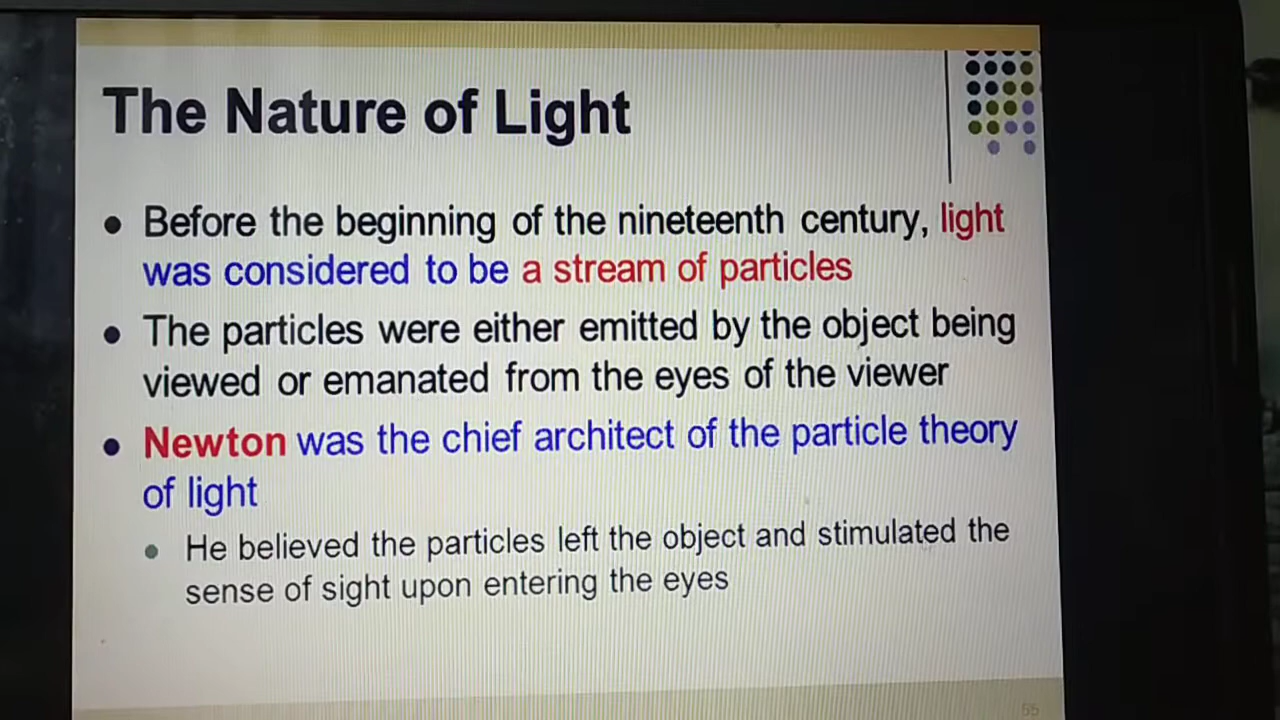 The Nature of Light
Before the beginning of the nineteenth century, light
was considered to be a stream of particles
The particles were either emitted by the object being
viewed or emanated from the eyes of the viewer
Newton was the chief architect of the particle theory
of light
He believed the particles left the object and stimulated the
sense of sight upon entering the eyes
55